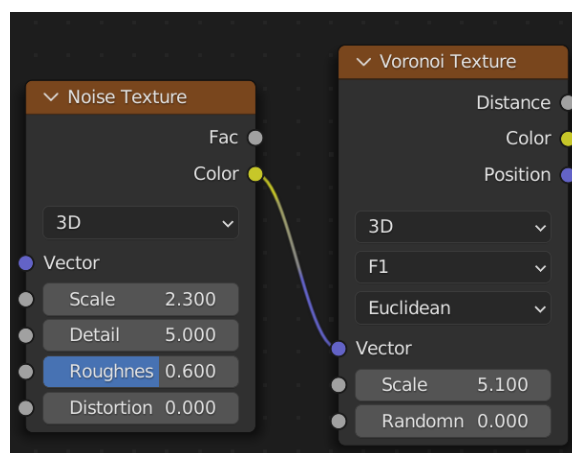 Noise Texture
Fac
Color
3D
Vector
Scale 2.300
Detail 5.000
Roughnes 0.600
Distortion 0.000
Voronoi Texture
Distance
Color
Position
3D
F1
Euclidean
Vector
Scale 5.100
Randomn 0.000